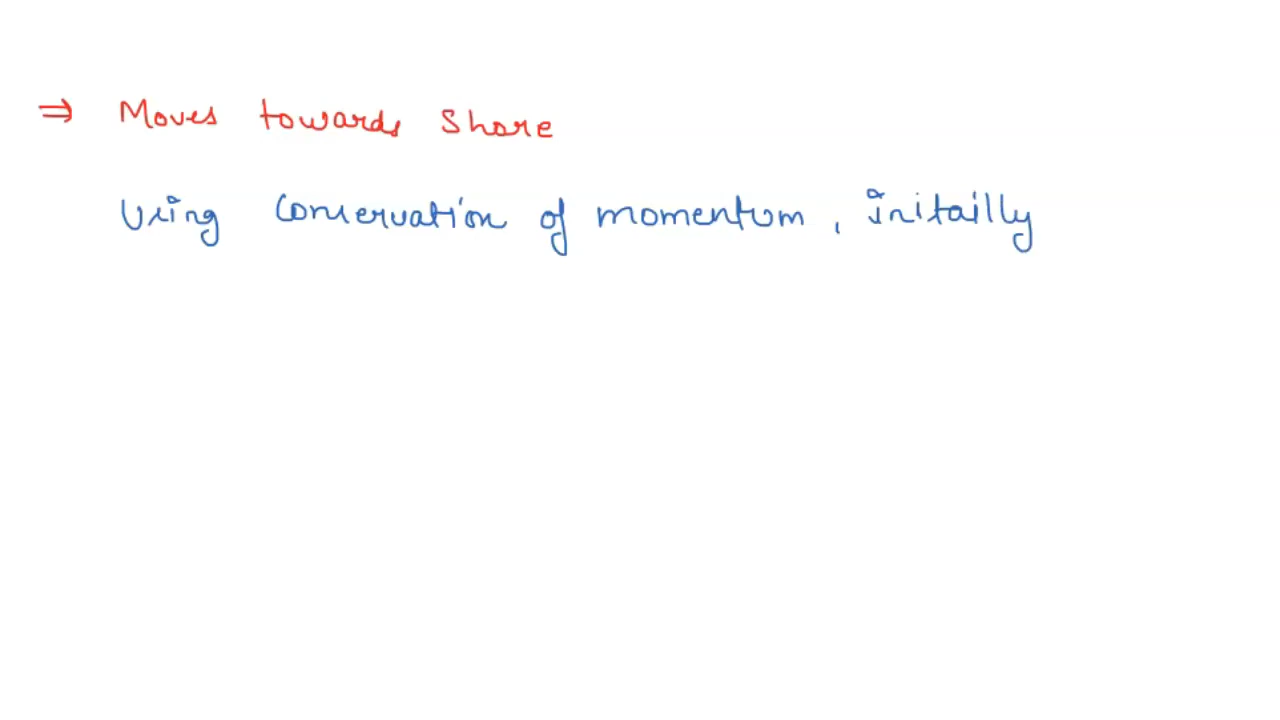 ⇒ Moves towards Shore
Using Conservation of momentum, initailly